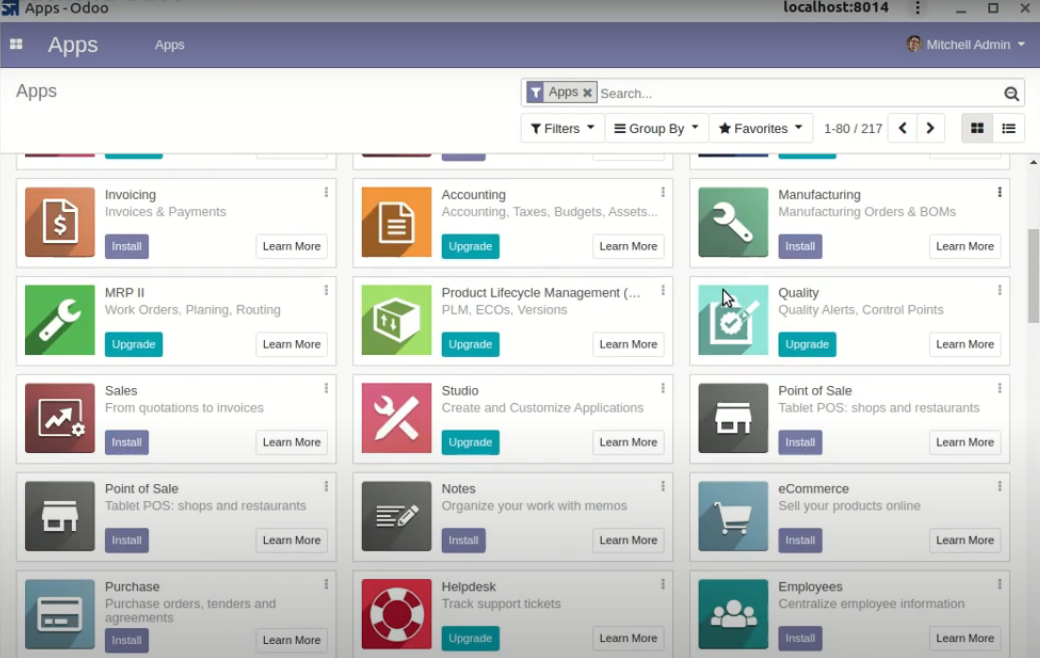 Apps - Odoo
localhost:8014
Apps
Apps
Mitchell Admin
Apps
Apps
Search...
Filters
Group By
Favorites
1-80 / 217
Invoicing
Invoices & Payments
Install
Learn More
Accounting
Accounting, Taxes, Budgets, Assets...
Upgrade
Learn More
Manufacturing
Manufacturing Orders & BOMs
Install
Learn More
MRP II
Work Orders, Planing, Routing
Upgrade
Learn More
Product Lifecycle Management (...
PLM, ECOs, Versions
Upgrade
Learn More
Quality
Quality Alerts, Control Points
Upgrade
Learn More
Sales
From quotations to invoices
Install
Learn More
Studio
Create and Customize Applications
Upgrade
Learn More
Point of Sale
Tablet POS: shops and restaurants
Install
Learn More
Point of Sale
Tablet POS: shops and restaurants
Install
Learn More
Notes
Organize your work with memos
Install
Learn More
eCommerce
Sell your products online
Install
Learn More
Purchase
Purchase orders, tenders and
agreements
Install
Learn More
Helpdesk
Track support tickets
Upgrade
Learn More
Employees
Centralize employee information
Install
Learn More